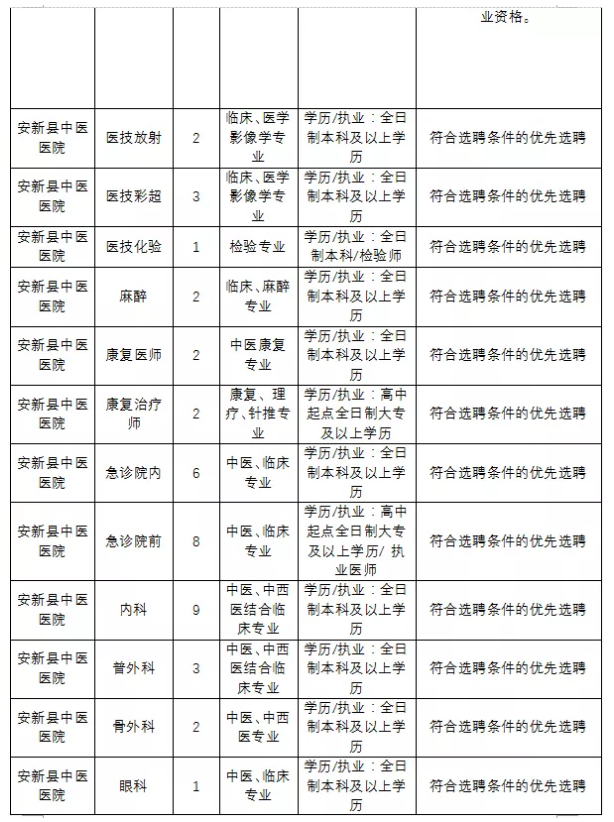 业资格。
安新县中医
医院
医技放射
2
临床、医学
影像学专
业
学历/执业：全日
制本科及以上学
历
符合选聘条件的优先选聘
安新县中医
医院
医技彩超
3
临床、医学
影像学专
业
学历/执业：全日
制本科及以上学
历
符合选聘条件的优先选聘
安新县中医
医院
医技化验
1
检验专业
学历/执业：全日
制本科/检验师
符合选聘条件的优先选聘
安新县中医
医院
麻醉
2
临床、麻醉
专业
学历/执业：全日
制本科及以上学
历
符合选聘条件的优先选聘
安新县中医
医院
康复医师
2
中医康复
专业
学历/执业：全日
制本科及以上学
历
符合选聘条件的优先选聘
安新县中医
医院
康复治疗
师
2
康复、理
疗、针推专
业
学历/执业：高中
起点全日制大专
及以上学历
符合选聘条件的优先选聘
安新县中医
医院
急诊院内
6
中医、临床
专业
学历/执业：全日
制本科及以上学
历
符合选聘条件的优先选聘
安新县中医
医院
急诊院前
8
中医、临床
专业
学历/执业：高中
起点全日制大专
及以上学历/ 执
业医师
符合选聘条件的优先选聘
安新县中医
医院
内科
9
中医、中西
医结合临
床专业
学历/执业：全日
制本科及以上学
历
符合选聘条件的优先选聘
安新县中医
医院
普外科
3
中医、中西
医结合临
床专业
学历/执业：全日
制本科及以上学
历
符合选聘条件的优先选聘
安新县中医
医院
骨外科
2
中医、中西
医专业
学历/执业：全日
制本科及以上学
历
符合选聘条件的优先选聘
安新县中医
医院
眼科
1
中医、临床
专业
学历/执业：全日
制本科及以上学
历
符合选聘条件的优先选聘